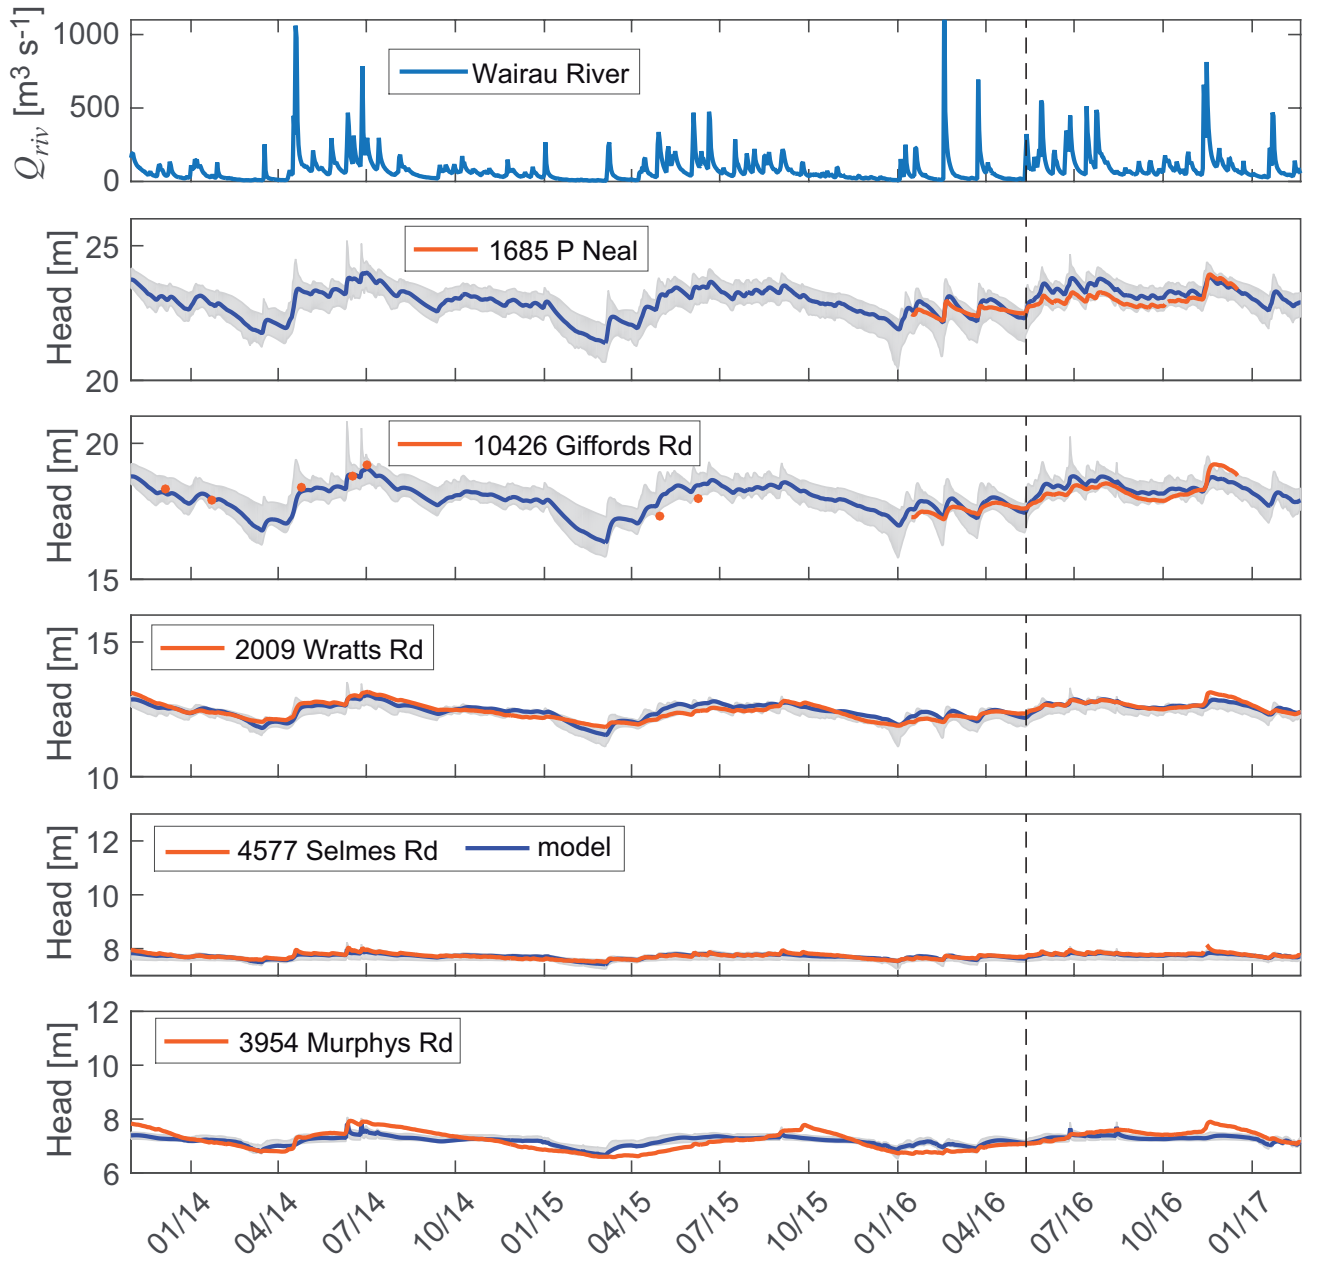 Q_riv [m³ s⁻¹]
1000
500
0
Wairau River
Head [m]
25
20
1685 P Neal
Head [m]
20
15
10426 Giffords Rd
Head [m]
15
10
2009 Wratts Rd
Head [m]
12
10
8
4577 Selmes Rd model
Head [m]
12
10
8
6
3954 Murphys Rd
01/14 04/14 07/14 10/14 01/15 04/15 07/15 10/15 01/16 04/16 07/16 10/16 01/17